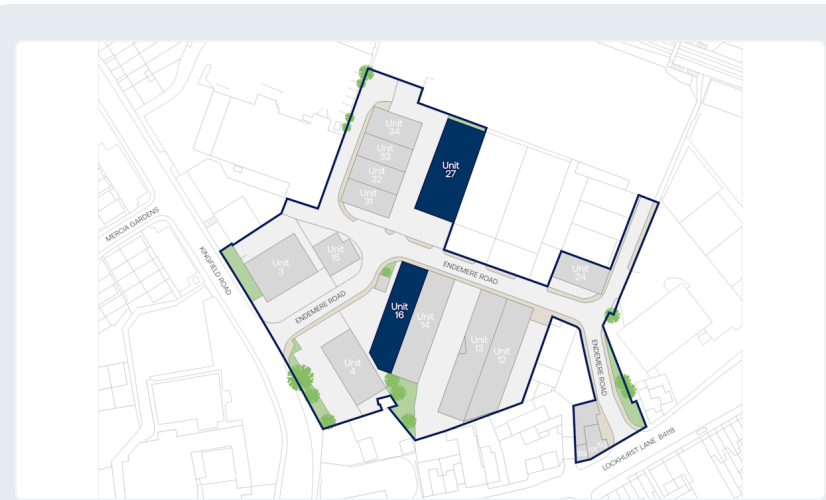 Unit
34
Unit
33
Unit
32
Unit
31
Unit
27
MERCIA GARDENS
KINGFIELD ROAD
Unit
3
Unit
15
ENDEMERE ROAD
Unit
24
ENDEMERE ROAD
Unit
16
Unit
14
Unit
13
Unit
12
Unit
4
ENDEMERE ROAD
LOCKHURST LANE B4118